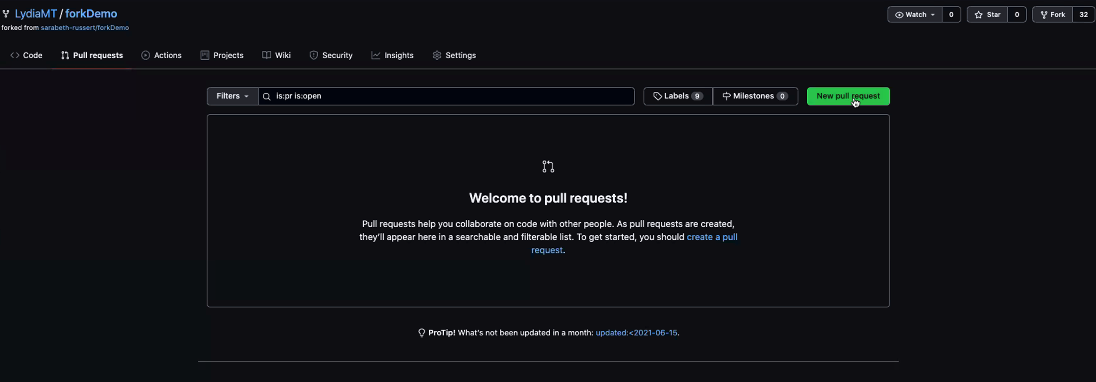 LydiaMT / forkDemo
Watch 0 Star 0 Fork 32
forked from sarabeth-russert/forkDemo
Code Pull requests Actions Projects Wiki Security Insights Settings
Filters is:pr is:open Labels 9 Milestones 0 New pull request
Welcome to pull requests!
Pull requests help you collaborate on code with other people. As pull requests are created,
they'll appear here in a searchable and filterable list. To get started, you should create a pull
request.
ProTip! What's not been updated in a month: updated:<2021-06-15.